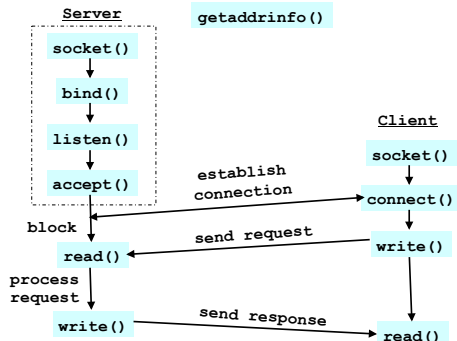 Server
getaddrinfo()
socket()
bind()
listen()
accept()
block
read()
process
request
write()
establish
connection
send request
send response
Client
socket()
connect()
write()
read()